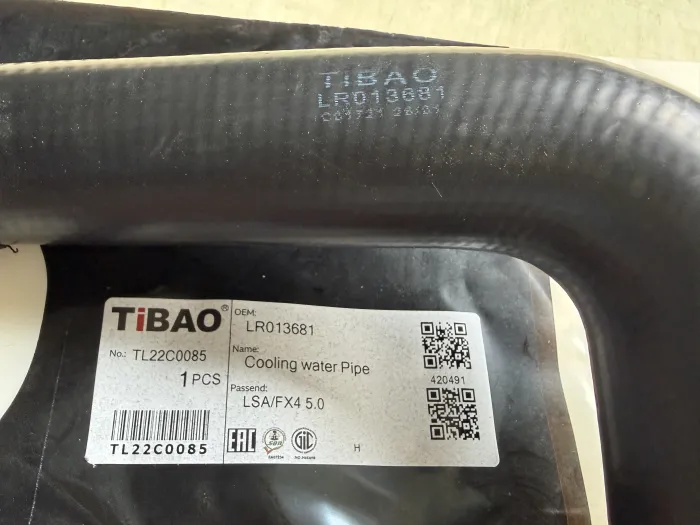 TiBAO
LR013681
TiBAO®
No.: TL22C0085
1 PCS
TL22C0085
OEM:
LR013681
Name:
Cooling water Pipe
Passend:
LSA/FX4 5.0
420491
EAC
GIC
H